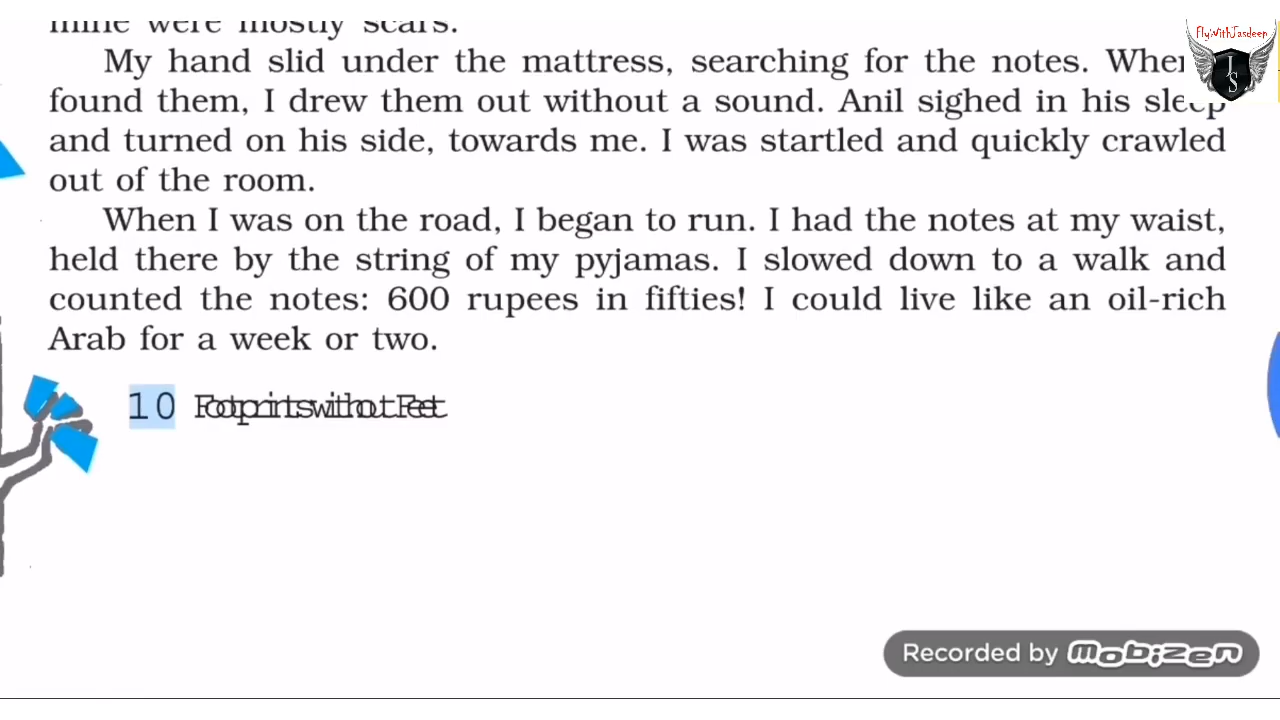 mine were mostly scars.
My hand slid under the mattress, searching for the notes. When
found them, I drew them out without a sound. Anil sighed in his sleep
and turned on his side, towards me. I was startled and quickly crawled
out of the room.
When I was on the road, I began to run. I had the notes at my waist,
held there by the string of my pyjamas. I slowed down to a walk and
counted the notes: 600 rupees in fifties! I could live like an oil-rich
Arab for a week or two.
10 Footprints without Feet
FlyWithJasdeep
JS
Recorded by mobizen